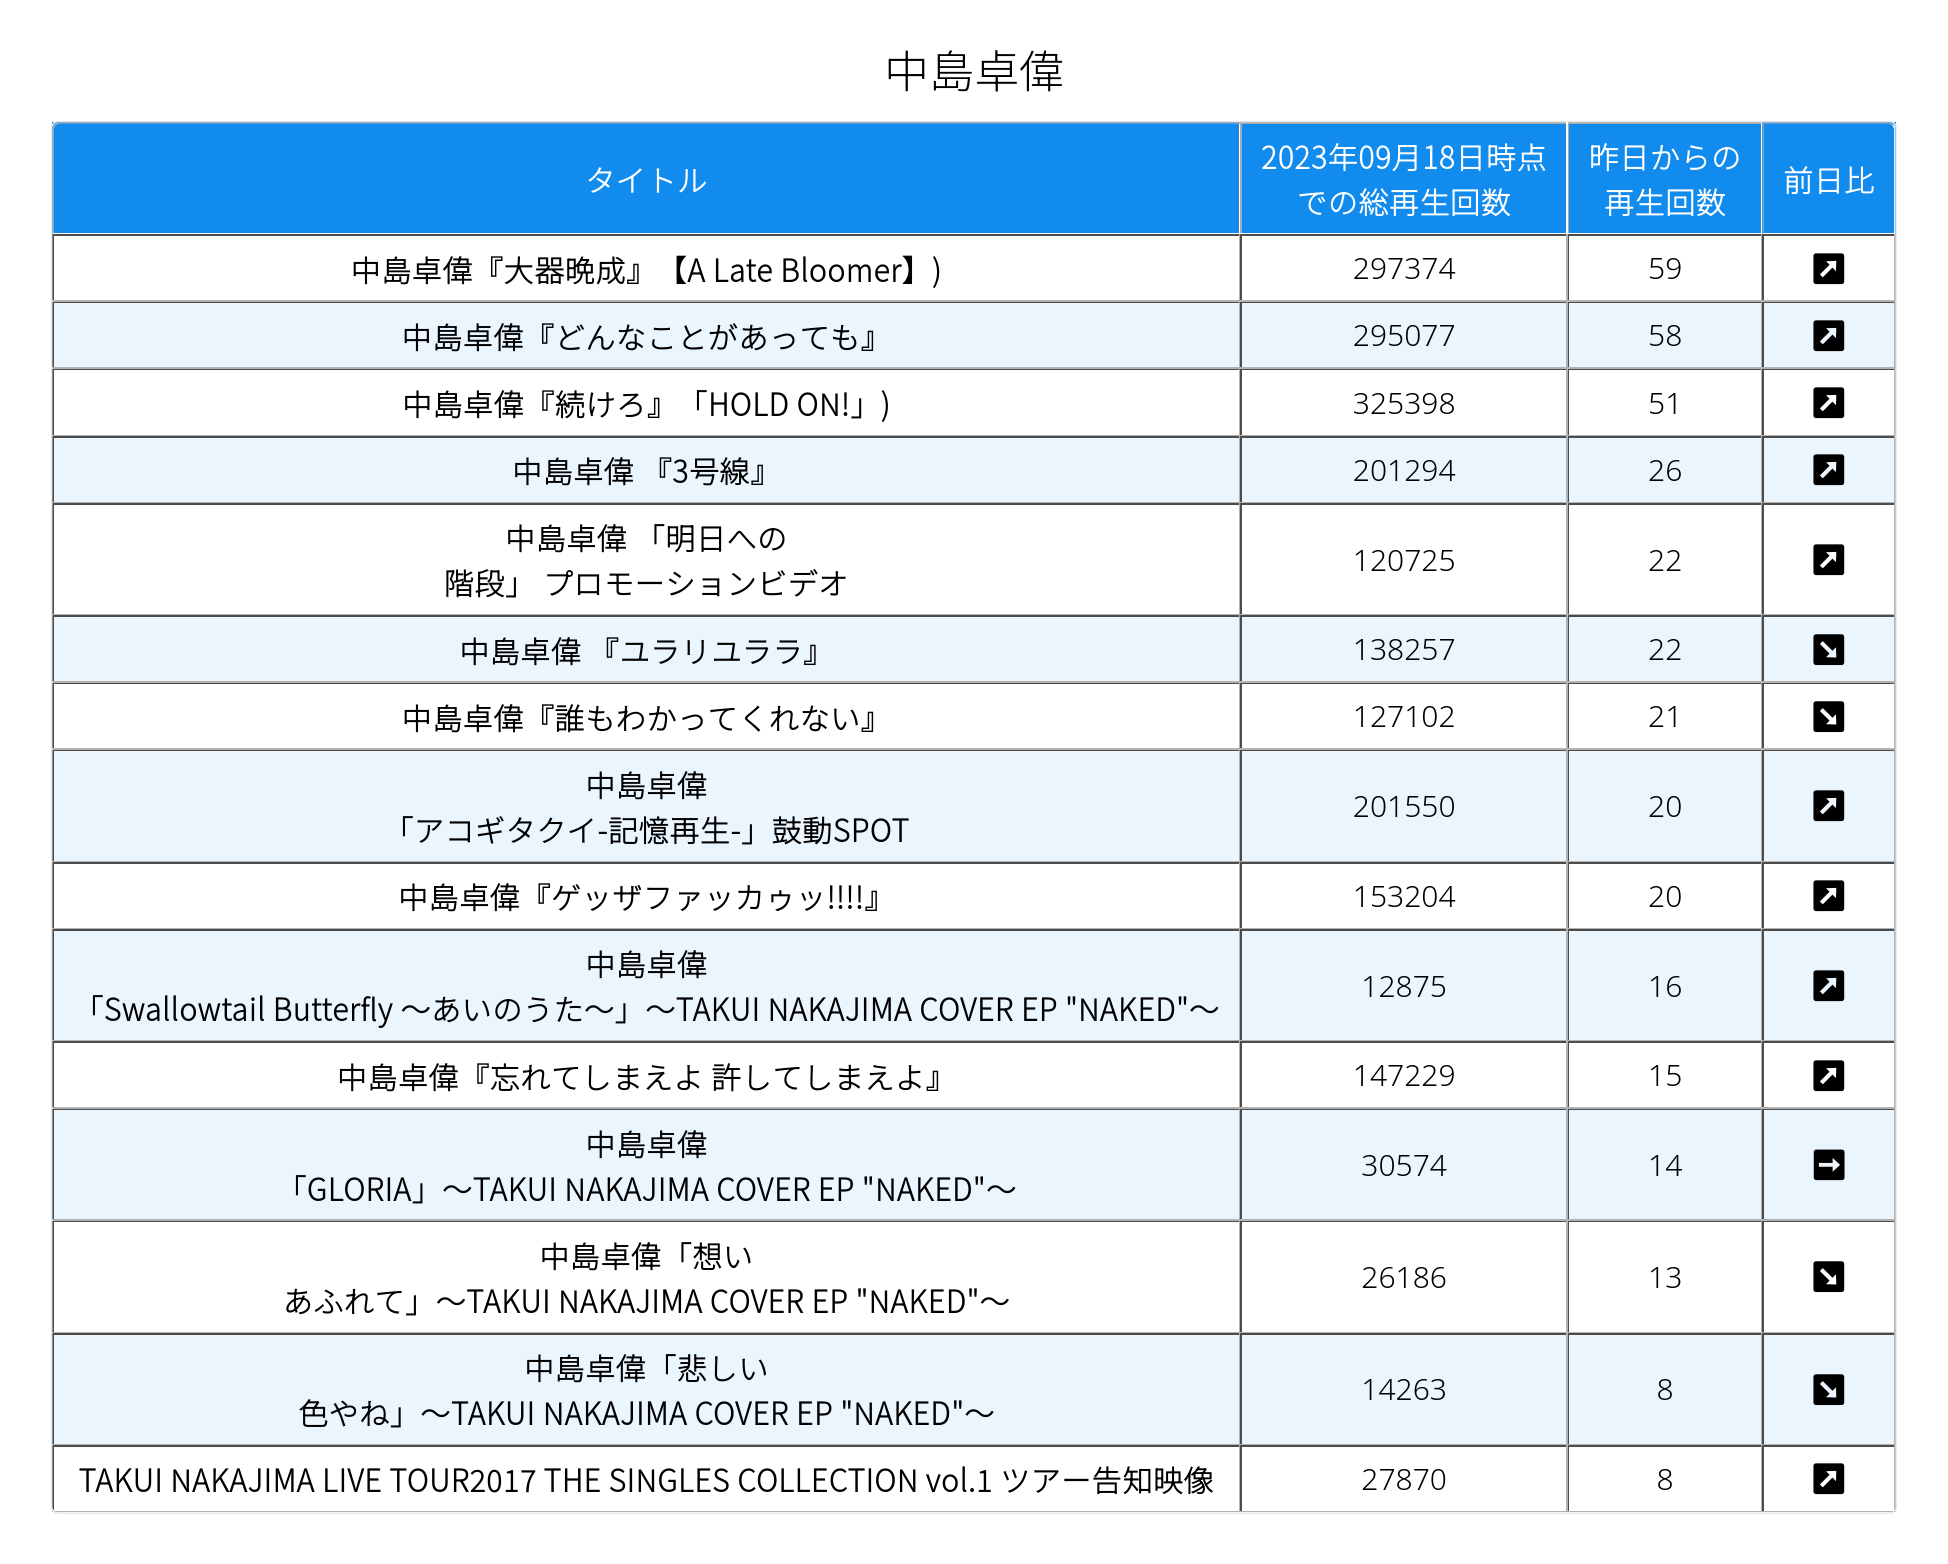 中島卓偉
タイトル
2023年09月18日時点
での総再生回数
昨日からの
再生回数
前日比
中島卓偉『大器晩成』【A Late Bloomer】)
297374
59
中島卓偉『どんなことがあっても』
295077
58
中島卓偉『続けろ』「HOLD ON!」)
325398
51
中島卓偉 『3号線』
201294
26
中島卓偉 「明日への
階段」 プロモーションビデオ
120725
22
中島卓偉 『ユラリユララ』
138257
22
中島卓偉『誰もわかってくれない』
127102
21
中島卓偉
「アコギタクイ-記憶再生-」鼓動SPOT
201550
20
中島卓偉『ゲッザファッカゥッ!!!!』
153204
20
中島卓偉
「Swallowtail Butterfly ～あいのうた～」～TAKUI NAKAJIMA COVER EP "NAKED"～
12875
16
中島卓偉『忘れてしまえよ 許してしまえよ』
147229
15
中島卓偉
「GLORIA」～TAKUI NAKAJIMA COVER EP "NAKED"～
30574
14
中島卓偉「想い
あふれて」～TAKUI NAKAJIMA COVER EP "NAKED"～
26186
13
中島卓偉「悲しい
色やね」～TAKUI NAKAJIMA COVER EP "NAKED"～
14263
8
TAKUI NAKAJIMA LIVE TOUR2017 THE SINGLES COLLECTION vol.1 ツアー告知映像
27870
8